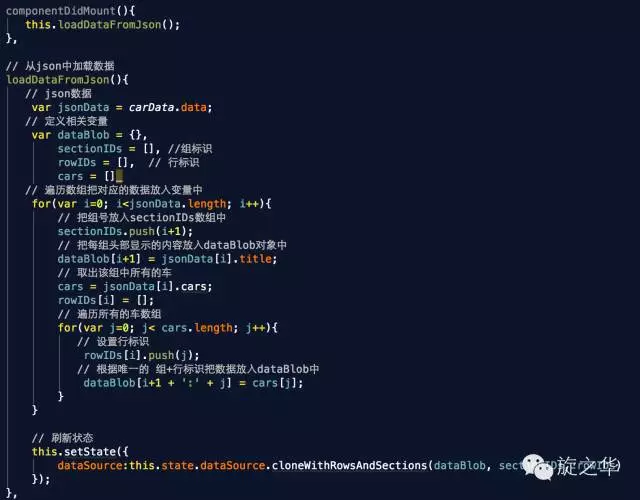 componentDidMount(){
    this.loadDataFromJson();
},

// 从json中加载数据
loadDataFromJson(){
    // json数据
    var jsonData = carData.data;
    // 定义相关变量
    var dataBlob = {},
        sectionIDs = [], //组标识
        rowIDs = [],  // 行标识
        cars = []
    // 遍历数组把对应的数据放入变量中
    for(var i=0; i<jsonData.length; i++){
        // 把组号放入sectionIDs数组中
        sectionIDs.push(i+1);
        // 把每组头部显示的内容放入dataBlob对象中
        dataBlob[i+1] = jsonData[i].title;
        // 取出该组中所有的车
        cars = jsonData[i].cars;
        rowIDs[i] = [];
        // 遍历所有的车数组
        for(var j=0; j< cars.length; j++){
            // 设置行标识
            rowIDs[i].push(j);
            // 根据唯一的 组+行标识把数据放入dataBlob中
            dataBlob[i+1 + ':' + j] = cars[j];
        }
    }

    // 刷新状态
    this.setState({
        dataSource:this.state.dataSource.cloneWithRowsAndSections(dataBlob,
    });
},
旋之华